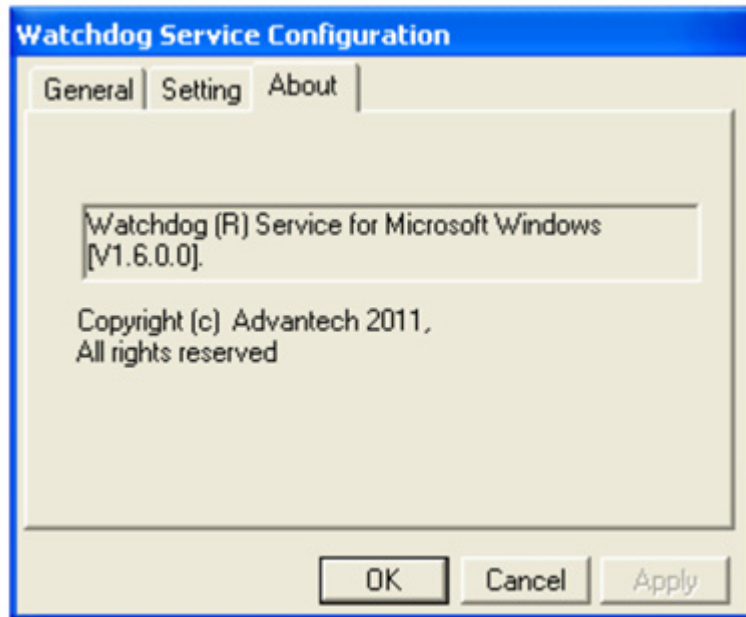 Watchdog Service Configuration
General Setting About
Watchdog (R) Service for Microsoft Windows
[V1.6.0.0].
Copyright (c) Advantech 2011,
All rights reserved
OK Cancel Apply